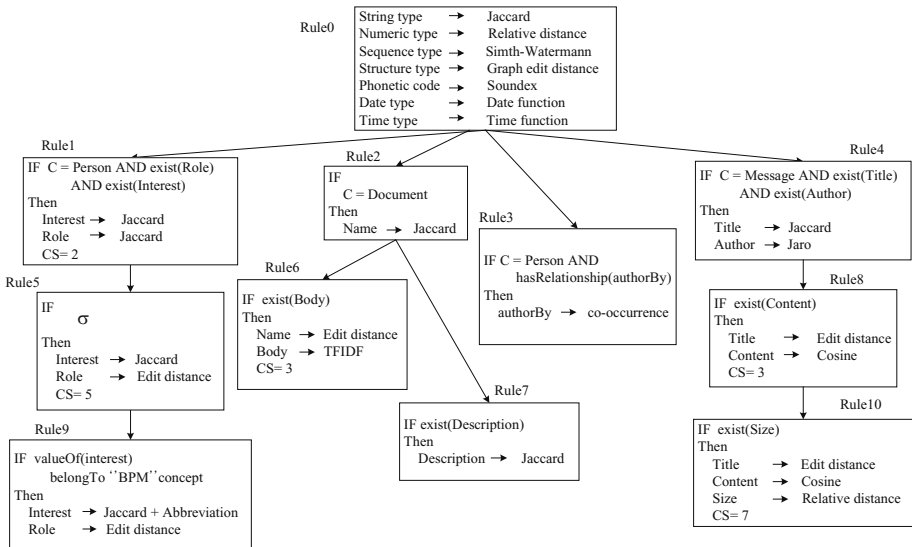 Rule0
String type → Jaccard
Numeric type → Relative distance
Sequence type → Simth-Watermann
Structure type → Graph edit distance
Phonetic code → Soundex
Date type → Date function
Time type → Time function
Rule1
IF C = Person AND exist(Role)
AND exist(Interest)
Then
Interest → Jaccard
Role → Jaccard
CS= 2
Rule2
IF
C = Document
Then
Name → Jaccard
Rule3
IF C = Person AND
hasRelationship(authorBy)
Then
authorBy → co-occurrence
Rule4
IF C = Message AND exist(Title)
AND exist(Author)
Then
Title → Jaccard
Author → Jaro
Rule5
IF
σ
Then
Interest → Jaccard
Role → Edit distance
CS= 5
Rule6
IF exist(Body)
Then
Name → Edit distance
Body → TFIDF
CS= 3
Rule7
IF exist(Description)
Then
Description → Jaccard
Rule8
IF exist(Content)
Then
Title → Edit distance
Content → Cosine
CS= 3
Rule9
IF valueOf(interest)
belongTo ‘‘BPM’’ concept
Then
Interest → Jaccard + Abbreviation
Role → Edit distance
Rule10
IF exist(Size)
Then
Title → Edit distance
Content → Cosine
Size → Relative distance
CS= 7